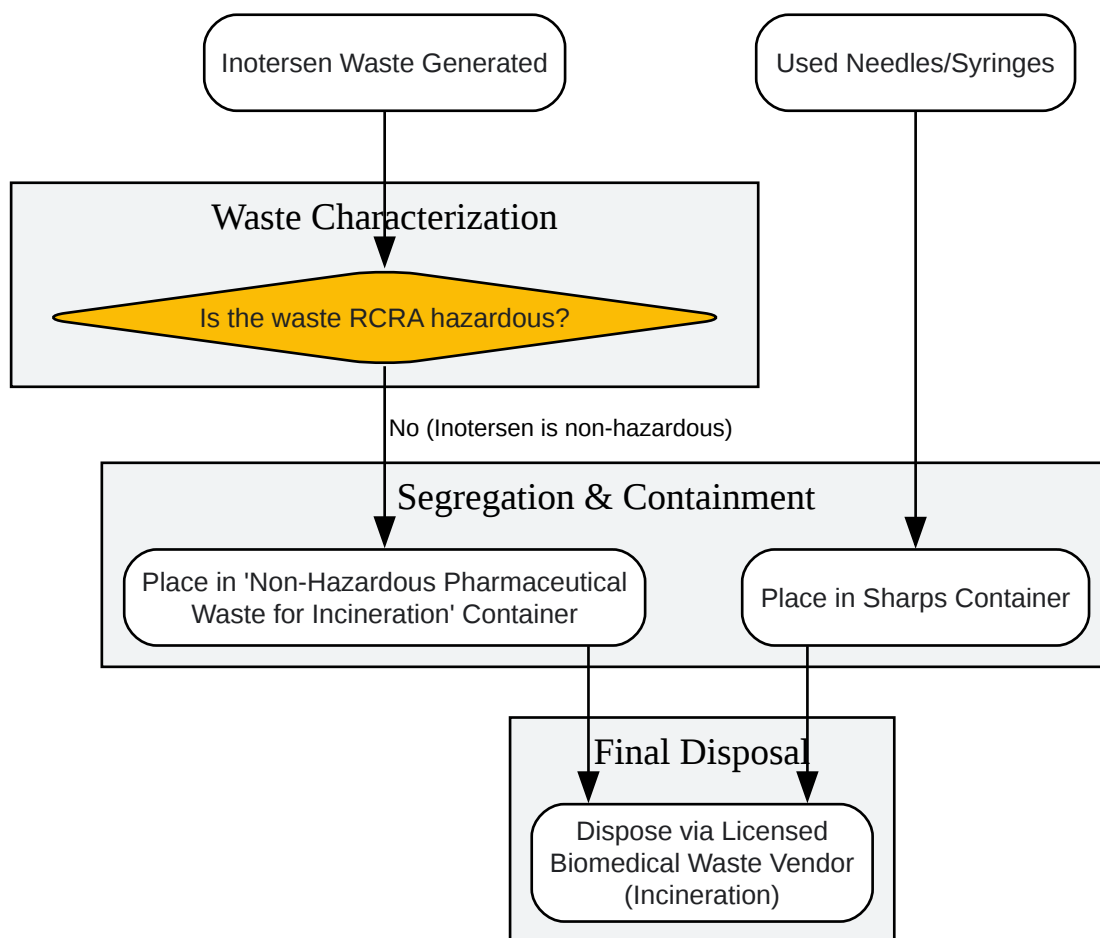 Inotersen Waste Generated
Used Needles/Syringes
Waste Characterization
Is the waste RCRA hazardous?
No (Inotersen is non-hazardous)
Segregation & Containment
Place in 'Non-Hazardous Pharmaceutical
Waste for Incineration' Container
Place in Sharps Container
Final Disposal
Dispose via Licensed
Biomedical Waste Vendor
(Incineration)